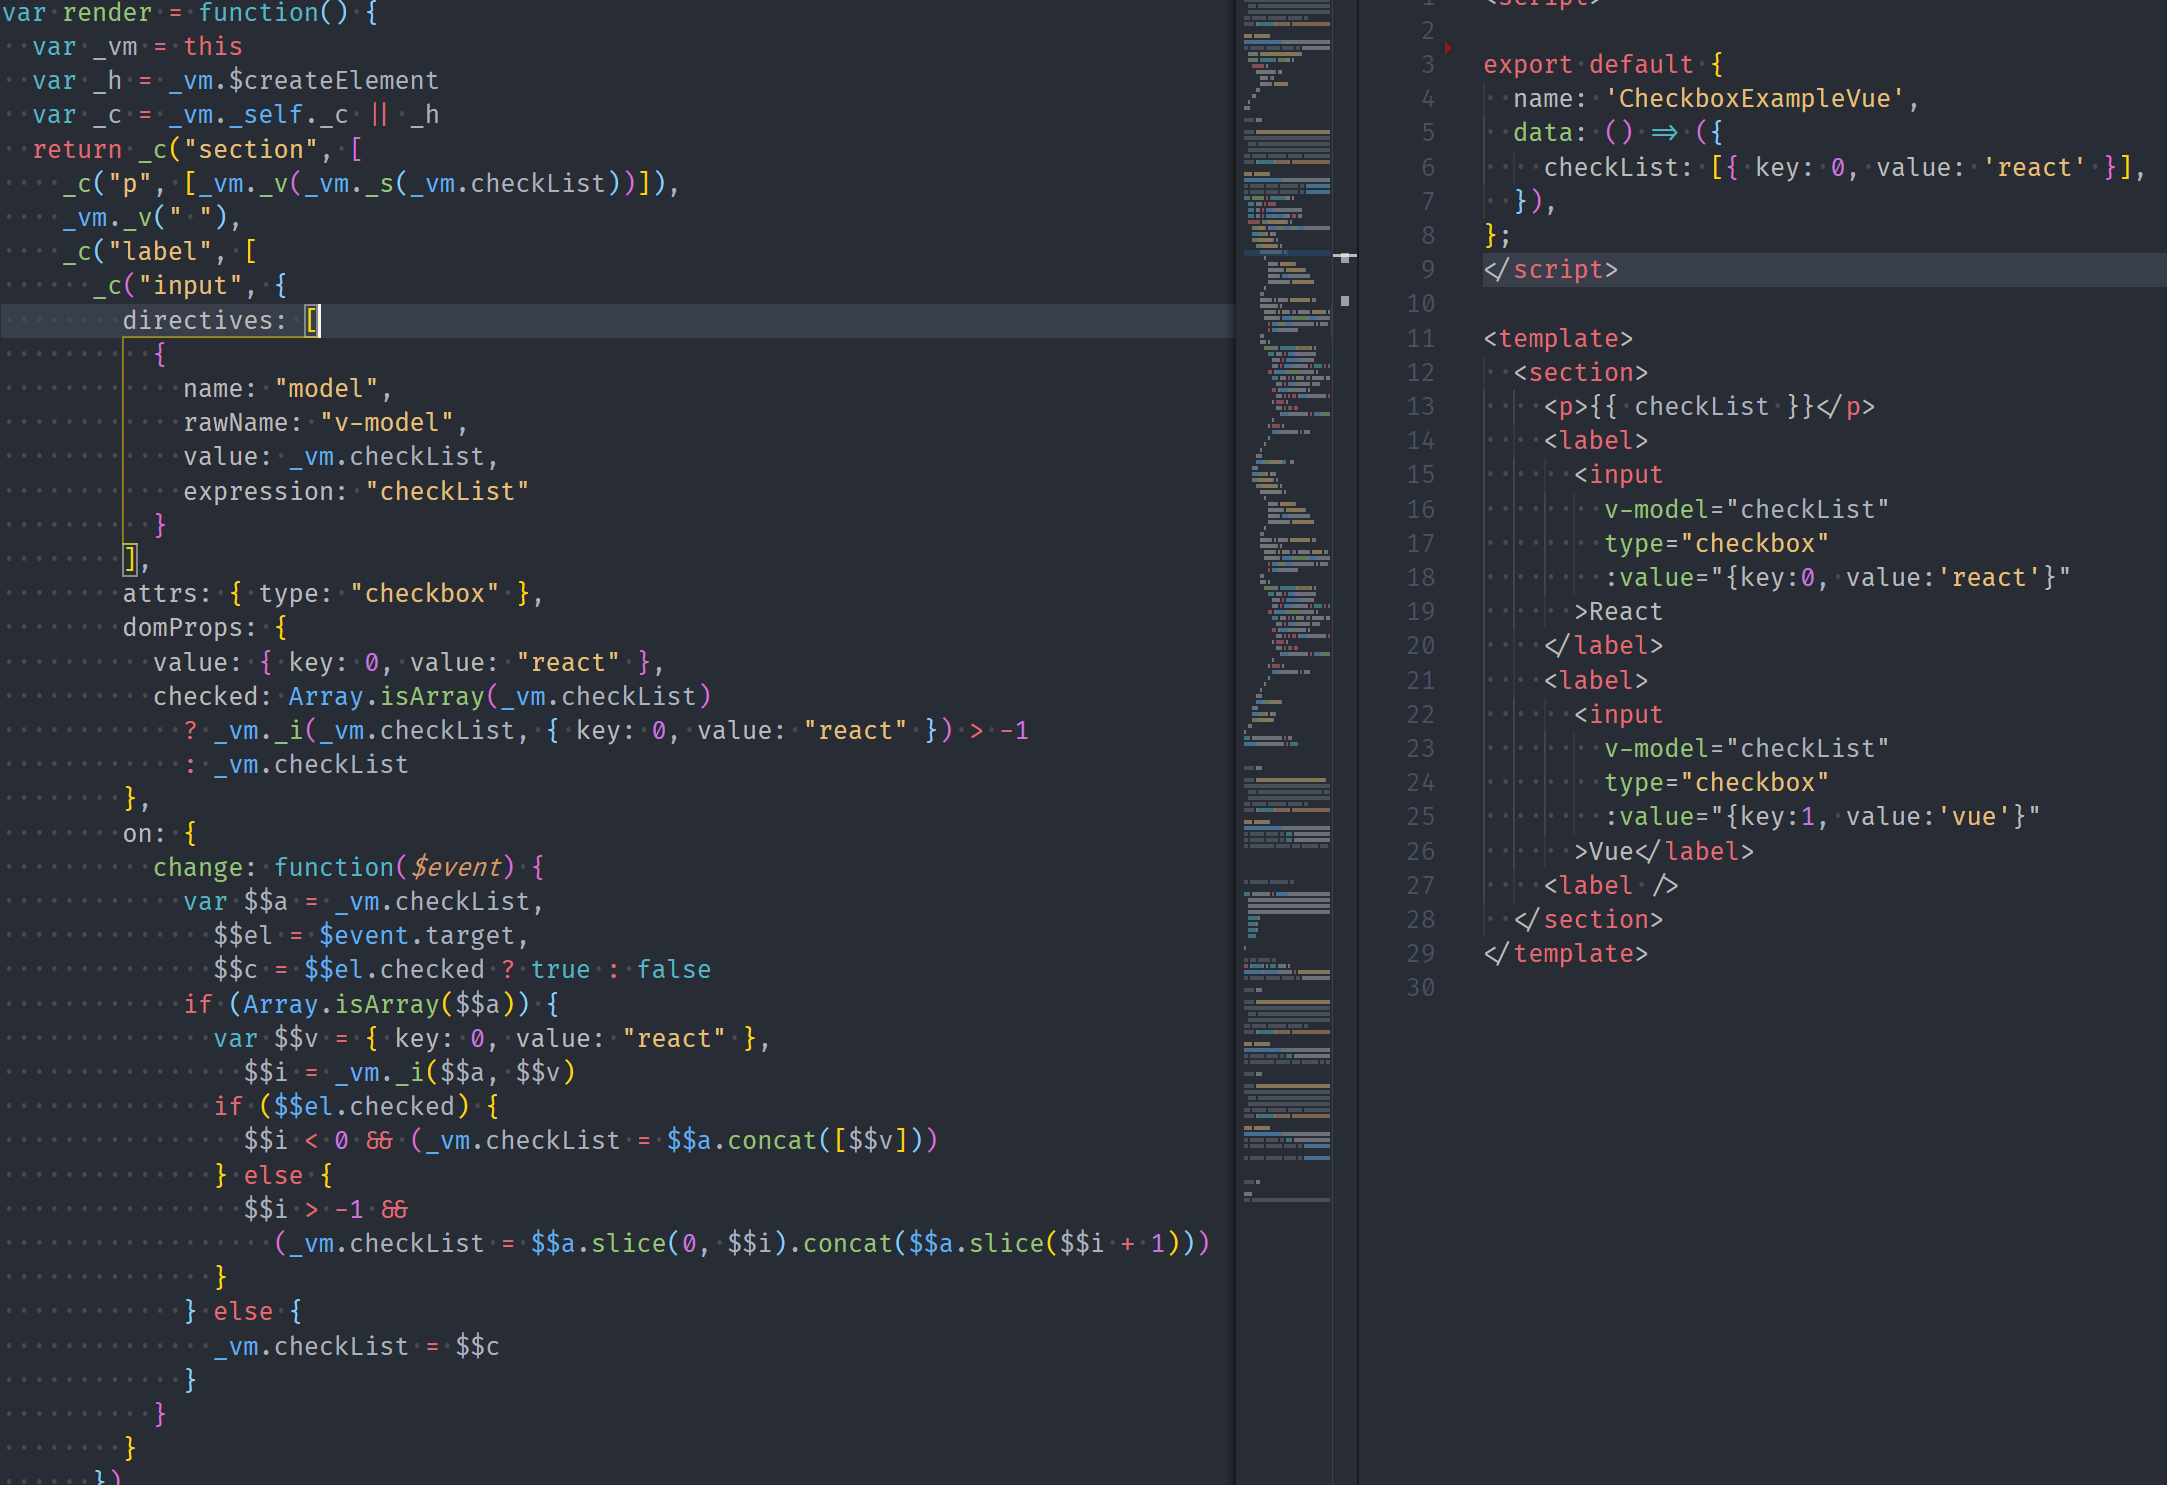 var render = function() {
  var _vm = this
  var _h = _vm.$createElement
  var _c = _vm._self._c || _h
  return _c("section", [
    _c("p", [_vm._v(_vm._s(_vm.checkList))]),
    _vm._v(" "),
    _c("label", [
      _c("input", {
        directives: [
          {
            name: "model",
            rawName: "v-model",
            value: _vm.checkList,
            expression: "checkList"
          }
        ],
        attrs: { type: "checkbox" },
        domProps: {
          value: { key: 0, value: "react" },
          checked: Array.isArray(_vm.checkList)
            ? _vm._i(_vm.checkList, { key: 0, value: "react" }) > -1
            : _vm.checkList
        },
        on: {
          change: function($event) {
            var $$a = _vm.checkList,
              $$el = $event.target,
              $$c = $$el.checked ? true : false
            if (Array.isArray($$a)) {
              var $$v = { key: 0, value: "react" },
                $$i = _vm._i($$a, $$v)
              if ($$el.checked) {
                $$i < 0 && (_vm.checkList = $$a.concat([$$v]))
              } else {
                $$i > -1 &&
                  (_vm.checkList = $$a.slice(0, $$i).concat($$a.slice($$i + 1)))
              }
            } else {
              _vm.checkList = $$c
            }
          }
        }
      })
1 <script>
2
3 export default {
4   name: 'CheckboxExampleVue',
5   data: () => ({
6     checkList: [{ key: 0, value: 'react' }],
7   }),
8 };
9 </script>
10
11 <template>
12   <section>
13     <p>{{ checkList }}</p>
14     <label>
15       <input
16         v-model="checkList"
17         type="checkbox"
18         :value="{key:0, value:'react'}"
19       >React
20     </label>
21     <label>
22       <input
23         v-model="checkList"
24         type="checkbox"
25         :value="{key:1, value:'vue'}"
26       >Vue</label>
27     <label />
28   </section>
29 </template>
30